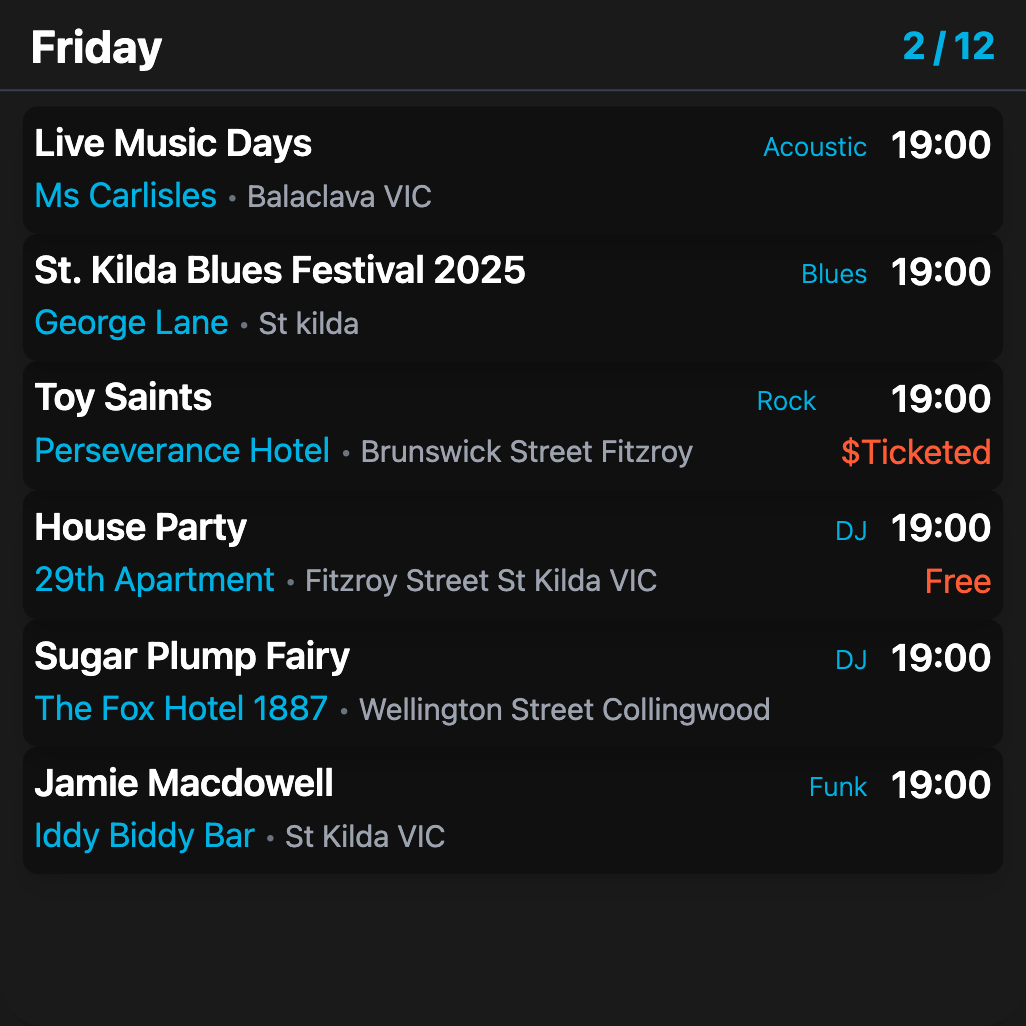 Friday 2 / 12
Live Music Days Acoustic 19:00
Ms Carlisles • Balaclava VIC
St. Kilda Blues Festival 2025 Blues 19:00
George Lane • St kilda
Toy Saints Rock 19:00
Perseverance Hotel • Brunswick Street Fitzroy $Ticketed
House Party DJ 19:00
29th Apartment • Fitzroy Street St Kilda VIC Free
Sugar Plump Fairy DJ 19:00
The Fox Hotel 1887 • Wellington Street Collingwood
Jamie Macdowell Funk 19:00
Iddy Biddy Bar • St Kilda VIC